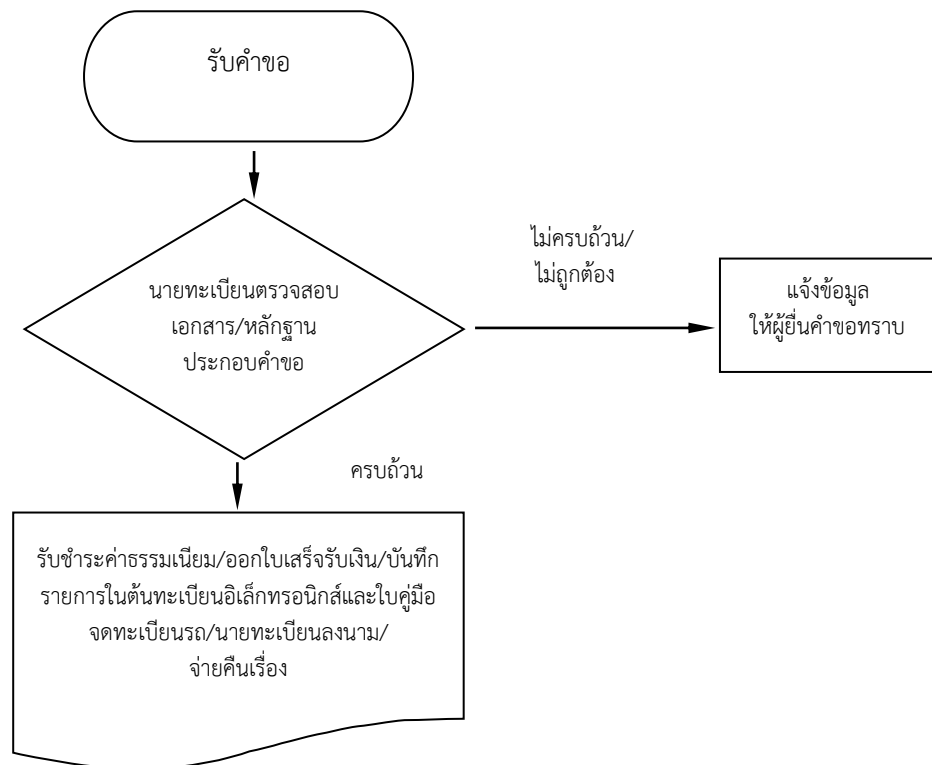 รับคำขอ
นายทะเบียนตรวจสอบ
เอกสาร/หลักฐาน
ประกอบคำขอ
ไม่ครบถ้วน/
ไม่ถูกต้อง
แจ้งข้อมูล
ให้ผู้ยื่นคำขอทราบ
ครบถ้วน
รับชำระค่าธรรมเนียม/ออกใบเสร็จรับเงิน/บันทึก
รายการในต้นทะเบียนอิเล็กทรอนิกส์และใบคู่มือ
จดทะเบียนรถ/นายทะเบียนลงนาม/
จ่ายคืนเรื่อง